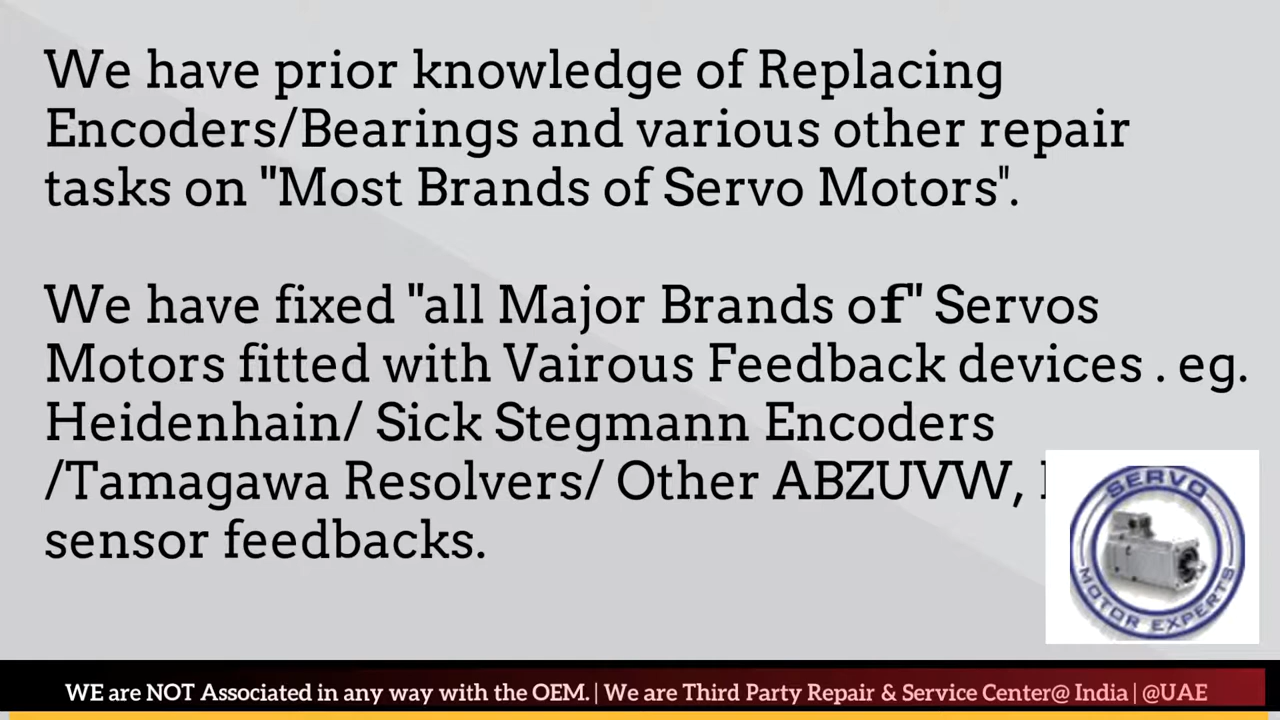 We have prior knowledge of Replacing
Encoders/Bearings and various other repair
tasks on "Most Brands of Servo Motors".
We have fixed "all Major Brands of" Servos
Motors fitted with Vairous Feedback devices . eg.
Heidenhain/ Sick Stegmann Encoders
/Tamagawa Resolvers/ Other ABZUVW,
sensor feedbacks.
SERVO
MOTOR EXPERTS
WE are NOT Associated in any way with the OEM. | We are Third Party Repair & Service Center@ India | @UAE